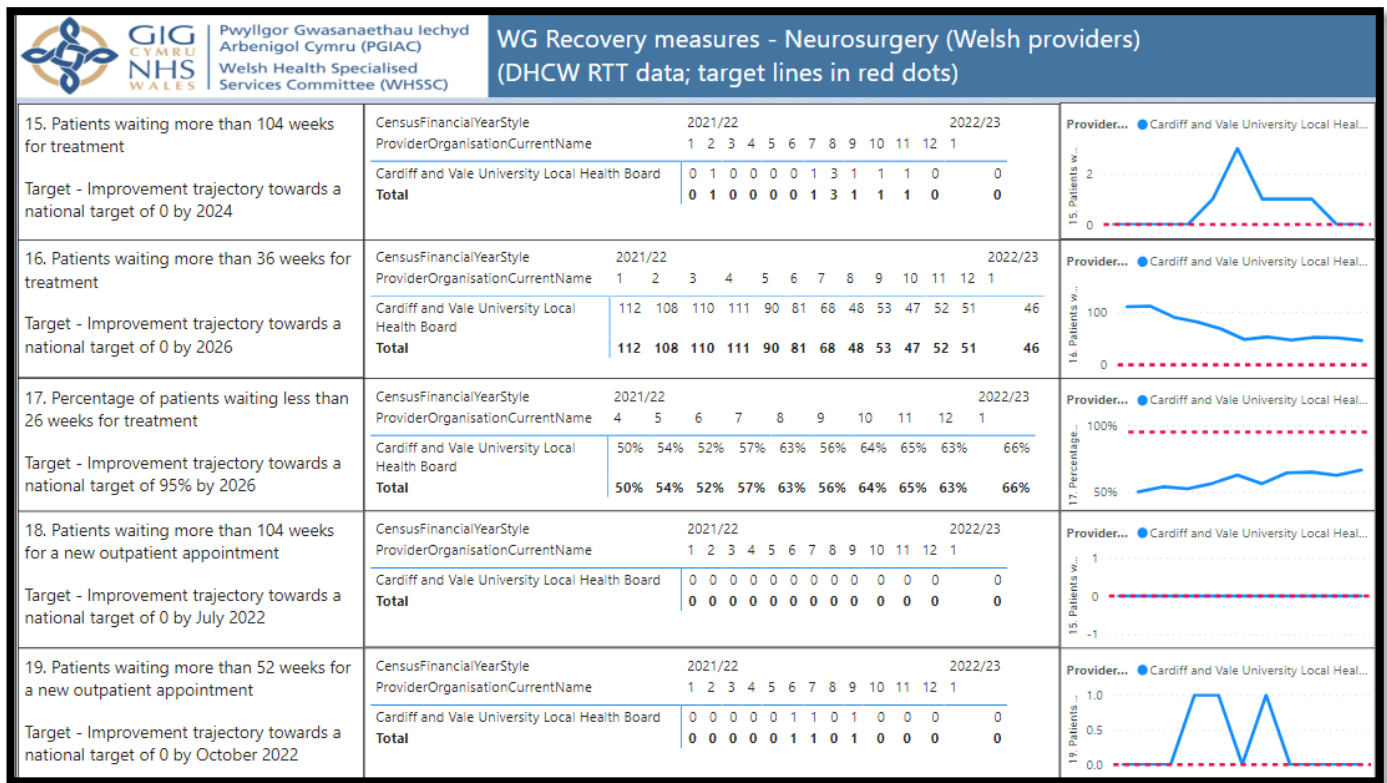 GIG
CYMRU
NHS
WALES
Pwyllgor Gwasanaethau Iechyd
Arbenigol Cymru (PGIAC)
Welsh Health Specialised
Services Committee (WHSSC)
WG Recovery measures - Neurosurgery (Welsh providers)
(DHCW RTT data; target lines in red dots)
15. Patients waiting more than 104 weeks
for treatment
Target - Improvement trajectory towards a
national target of 0 by 2024
CensusFinancialYearStyle 2021/22 2022/23
ProviderOrganisationCurrentName 1 2 3 4 5 6 7 8 9 10 11 12 1
Cardiff and Vale University Local Health Board 0 1 0 0 0 0 1 3 1 1 1 0 0
Total 0 1 0 0 0 0 1 3 1 1 1 0 0
Provider... Cardiff and Vale University Local Heal...
15. Patients w...
2
0
16. Patients waiting more than 36 weeks for
treatment
Target - Improvement trajectory towards a
national target of 0 by 2026
CensusFinancialYearStyle 2021/22 2022/23
ProviderOrganisationCurrentName 1 2 3 4 5 6 7 8 9 10 11 12 1
Cardiff and Vale University Local 112 108 110 111 90 81 68 48 53 47 52 51 46
Health Board
Total 112 108 110 111 90 81 68 48 53 47 52 51 46
Provider... Cardiff and Vale University Local Heal...
16. Patients w...
100
0
17. Percentage of patients waiting less than
26 weeks for treatment
Target - Improvement trajectory towards a
national target of 95% by 2026
CensusFinancialYearStyle 2021/22 2022/23
ProviderOrganisationCurrentName 4 5 6 7 8 9 10 11 12 1
Cardiff and Vale University Local 50% 54% 52% 57% 63% 56% 64% 65% 63% 66%
Health Board
Total 50% 54% 52% 57% 63% 56% 64% 65% 63% 66%
Provider... Cardiff and Vale University Local Heal...
17. Percentage...
100%
50%
18. Patients waiting more than 104 weeks
for a new outpatient appointment
Target - Improvement trajectory towards a
national target of 0 by July 2022
CensusFinancialYearStyle 2021/22 2022/23
ProviderOrganisationCurrentName 1 2 3 4 5 6 7 8 9 10 11 12 1
Cardiff and Vale University Local Health Board 0 0 0 0 0 0 0 0 0 0 0 0 0
Total 0 0 0 0 0 0 0 0 0 0 0 0 0
Provider... Cardiff and Vale University Local Heal...
15. Patients w...
1
0
-1
19. Patients waiting more than 52 weeks for
a new outpatient appointment
Target - Improvement trajectory towards a
national target of 0 by October 2022
CensusFinancialYearStyle 2021/22 2022/23
ProviderOrganisationCurrentName 1 2 3 4 5 6 7 8 9 10 11 12 1
Cardiff and Vale University Local Health Board 0 0 0 0 0 1 1 0 1 0 0 0 0
Total 0 0 0 0 0 1 1 0 1 0 0 0 0
Provider... Cardiff and Vale University Local Heal...
19. Patients ...
1.0
0.5
0.0